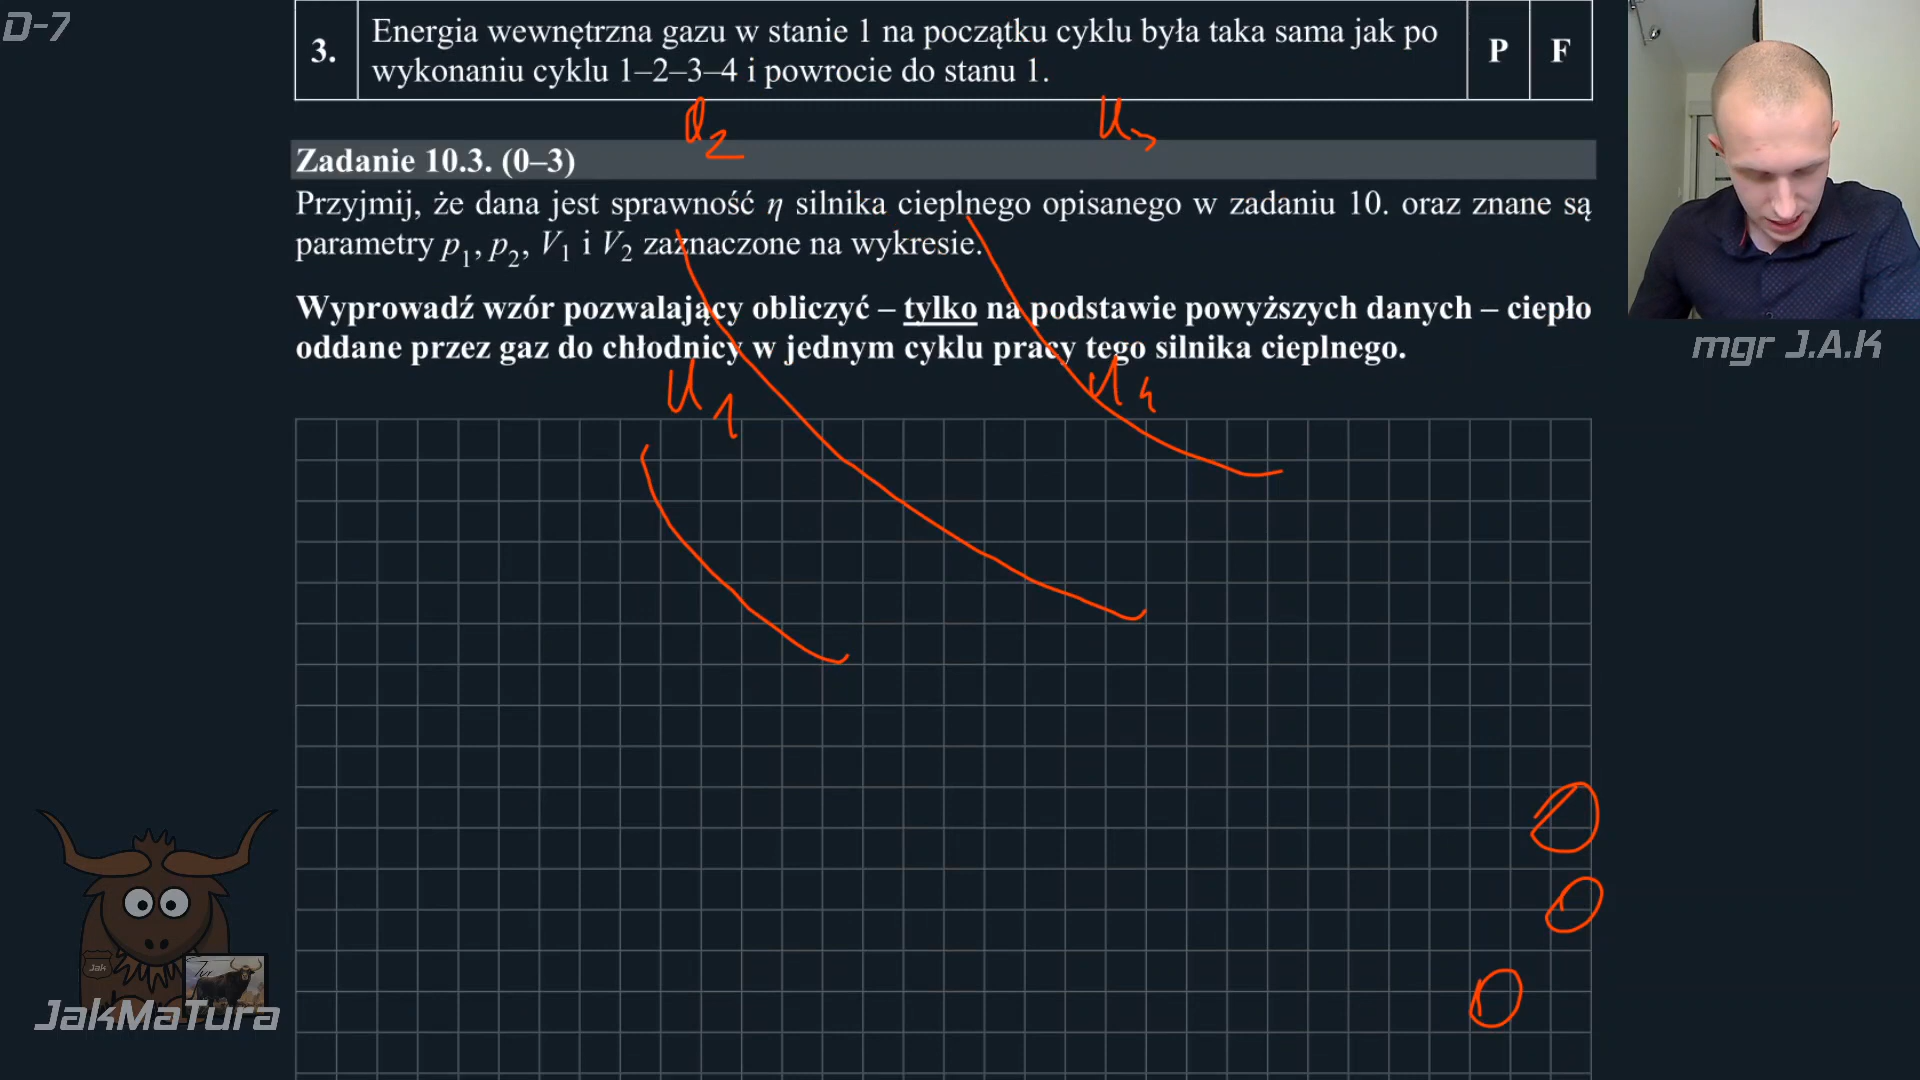 D-7
3. Energia wewnętrzna gazu w stanie 1 na początku cyklu była taka sama jak po P F
wykonaniu cyklu 1–2–3–4 i powrocie do stanu 1.
Zadanie 10.3. (0–3)
Przyjmij, że dana jest sprawność η silnika cieplnego opisanego w zadaniu 10. oraz znane są
parametry p₁, p₂, V₁ i V₂ zaznaczone na wykresie.
Wyprowadź wzór pozwalający obliczyć – tylko na podstawie powyższych danych – ciepło
oddane przez gaz do chłodnicy w jednym cyklu pracy tego silnika cieplnego.
mgr J.A.K
U₁ U₄
Jak
Tur
JakMaTura